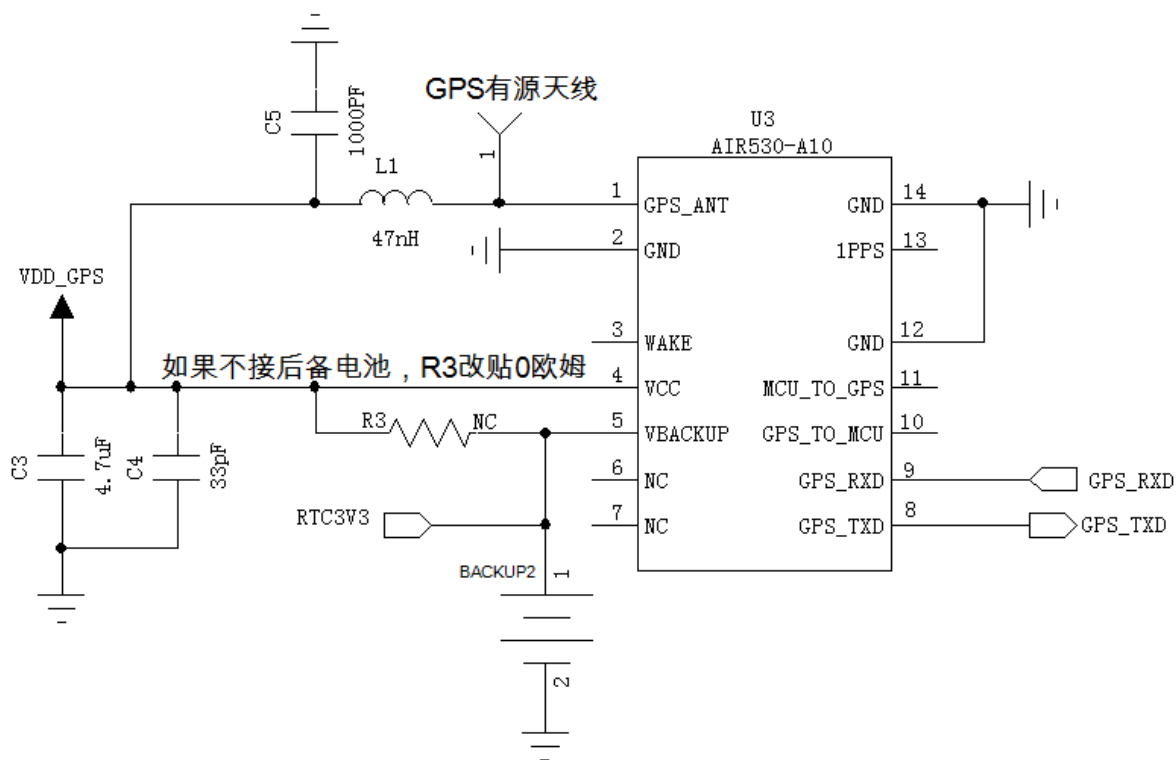 GPS有源天线
C5
1000PF
U3
AIR530-A10
L1
47nH
1
1
GPS_ANT
GND
14
2
GND
1PPS
13
VDD_GPS
3
WAKE
GND
12
如果不接后备电池，R3改贴0欧姆
4
VCC
MCU_TO_GPS
11
R3
NC
5
VBACKUP
GPS_TO_MCU
10
C3
4.7uF
C4
33pF
6
NC
GPS_RXD
9
GPS_RXD
RTC3V3
7
NC
GPS_TXD
8
GPS_TXD
BACKUP2
1
2